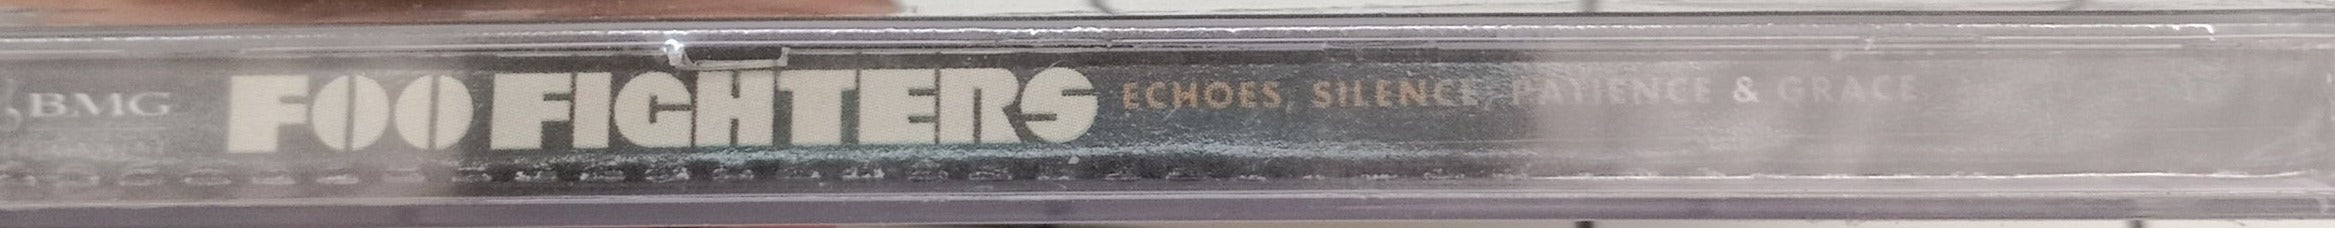 BMG FOO FIGHTERS ECHOES, SILENCE, PATIENCE & GRACE